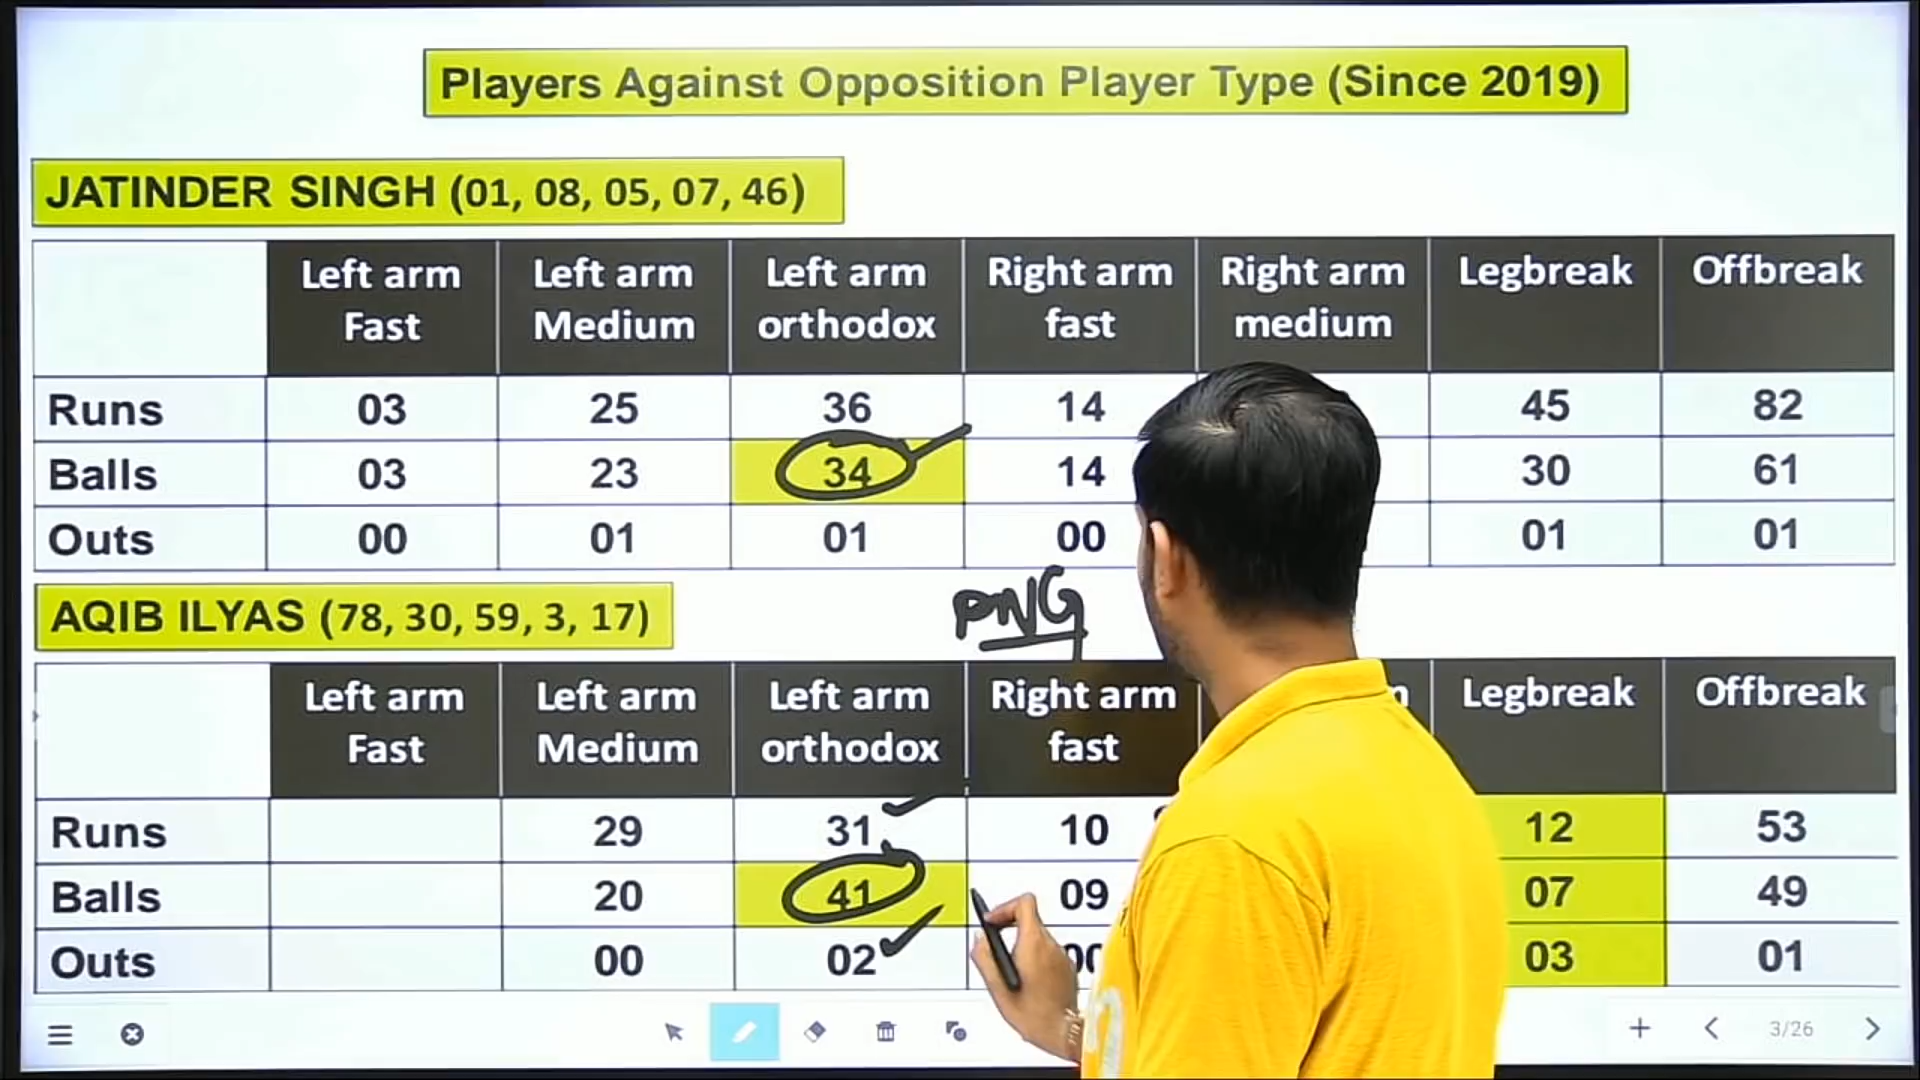 Players Against Opposition Player Type (Since 2019)
JATINDER SINGH (01, 08, 05, 07, 46)
Left arm Fast Left arm Medium Left arm orthodox Right arm fast Right arm medium Legbreak Offbreak
Runs 03 25 36 14 45 82
Balls 03 23 34 14 30 61
Outs 00 01 01 00 01 01
PNG
AQIB ILYAS (78, 30, 59, 3, 17)
Left arm Fast Left arm Medium Left arm orthodox Right arm fast Legbreak Offbreak
Runs 29 31 10 12 53
Balls 20 41 09 07 49
Outs 00 02 00 03 01
3/26